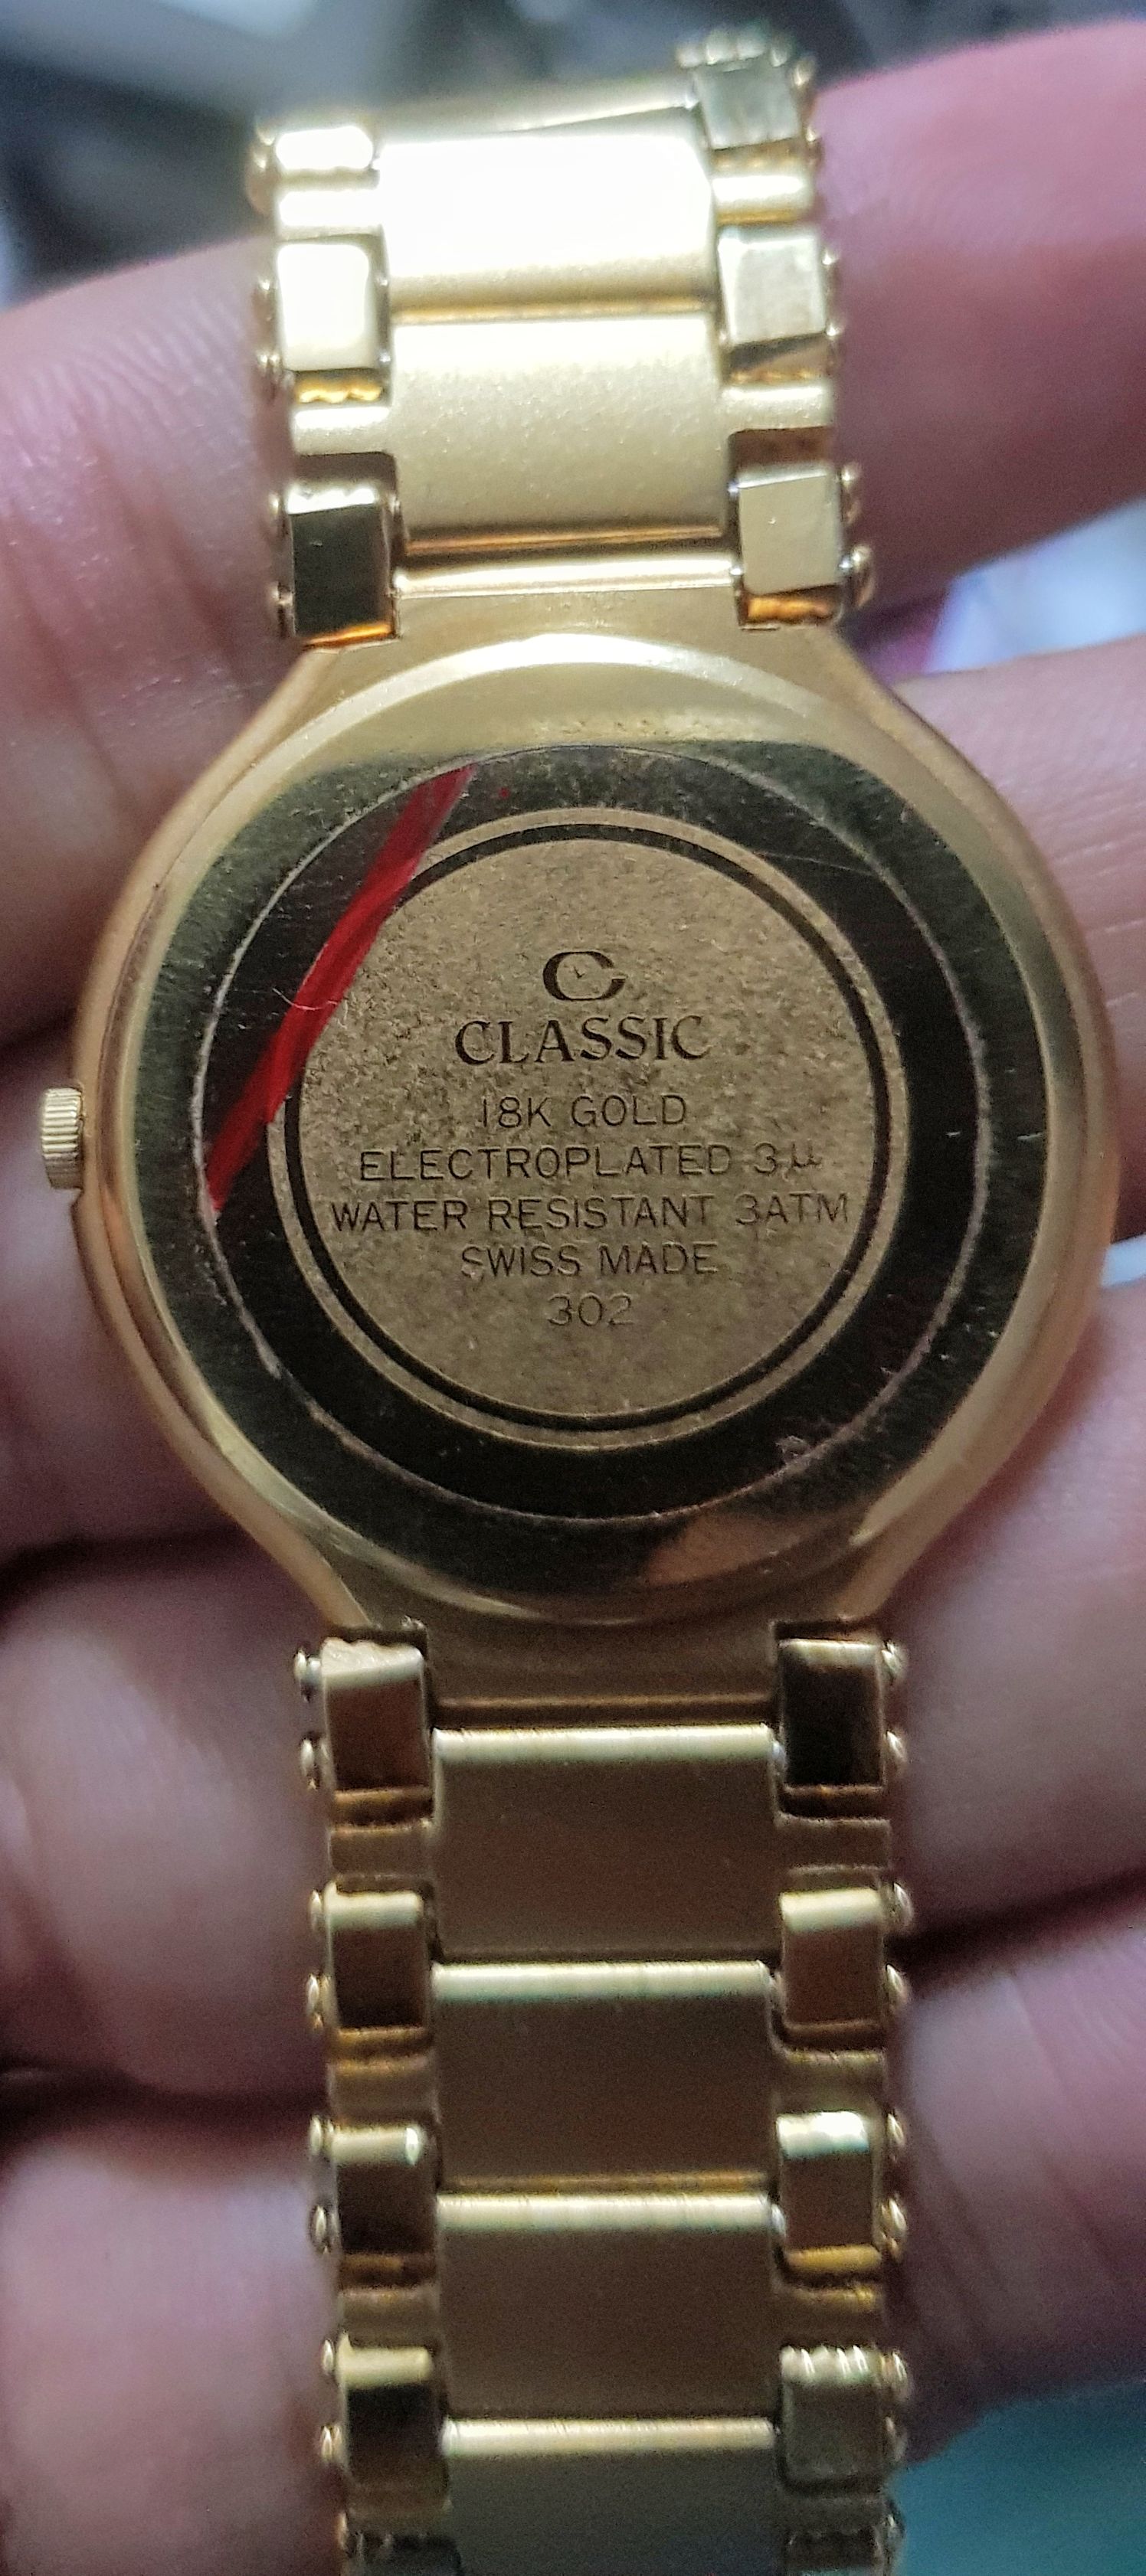 CLASSIC
18K GOLD
ELECTROPLATED 3µ
WATER RESISTANT 3ATM
SWISS MADE
302